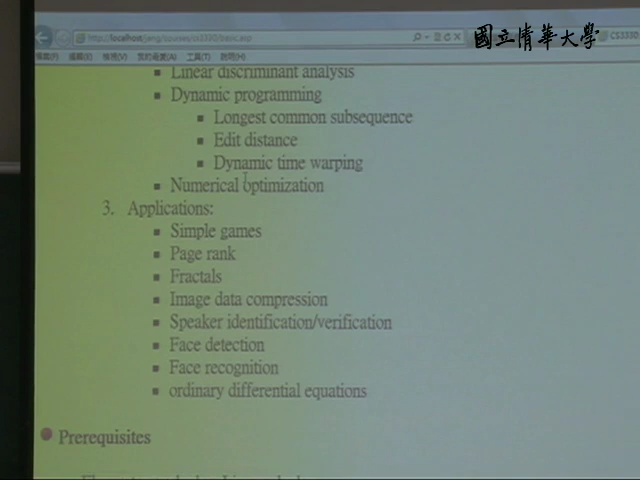 國立清華大學
CS3330
Linear discriminant analysis
Dynamic programming
Longest common subsequence
Edit distance
Dynamic time warping
Numerical optimization
3. Applications:
Simple games
Page rank
Fractals
Image data compression
Speaker identification/verification
Face detection
Face recognition
ordinary differential equations
Prerequisites